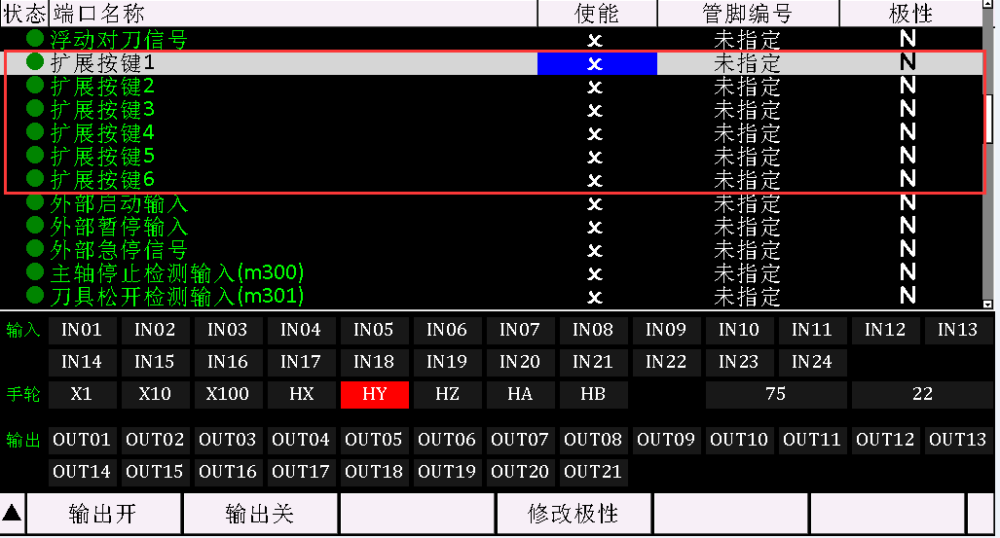 状态 端口名称 使能 管脚编号 极性
浮动对刀信号 x 未指定 N
扩展按键1 x 未指定 N
扩展按键2 x 未指定 N
扩展按键3 x 未指定 N
扩展按键4 x 未指定 N
扩展按键5 x 未指定 N
扩展按键6 x 未指定 N
外部启动输入 x 未指定 N
外部暂停输入 x 未指定 N
外部急停信号 x 未指定 N
主轴停止检测输入(m300) x 未指定 N
刀具松开检测输入(m301) x 未指定 N
输入 IN01 IN02 IN03 IN04 IN05 IN06 IN07 IN08 IN09 IN10 IN11 IN12 IN13
IN14 IN15 IN16 IN17 IN18 IN19 IN20 IN21 IN22 IN23 IN24
手轮 X1 X10 X100 HX HY HZ HA HB 75 22
输出 OUT01 OUT02 OUT03 OUT04 OUT05 OUT06 OUT07 OUT08 OUT09 OUT10 OUT11 OUT12 OUT13
OUT14 OUT15 OUT16 OUT17 OUT18 OUT19 OUT20 OUT21
▲ 输出开 输出关 修改极性